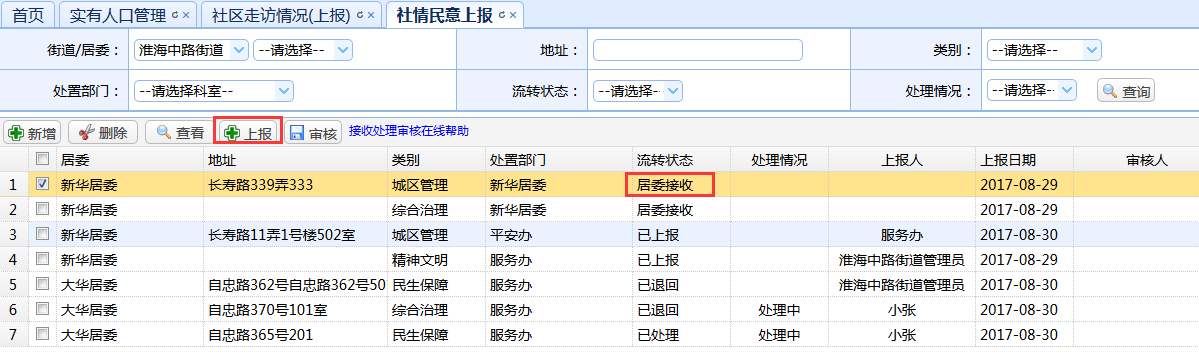 首页 实有人口管理 社区走访情况(上报) 社情民意上报
街道/居委： 淮海中路街道 --请选择-- 地址： 类别： --请选择--
处置部门： --请选择科室-- 流转状态： --请选择-- 处理情况： --请选择-- 查询
新增 删除 查看 上报 审核 接收处理审核在线帮助
居委 地址 类别 处置部门 流转状态 处理情况 上报人 上报日期 审核人
1 新华居委 长寿路339弄333 城区管理 新华居委 居委接收 2017-08-29
2 新华居委 综合治理 新华居委 居委接收 2017-08-29
3 新华居委 长寿路11弄1号楼502室 城区管理 平安办 已上报 服务办 2017-08-30
4 新华居委 精神文明 服务办 已上报 淮海中路街道管理员 2017-08-30
5 大华居委 自忠路362号自忠路362号50 民生保障 服务办 已退回 淮海中路街道管理员 2017-08-30
6 大华居委 自忠路370号101室 综合治理 服务办 已退回 处理中 小张 2017-08-30
7 大华居委 自忠路365号201 民生保障 服务办 已处理 处理中 小张 2017-08-30